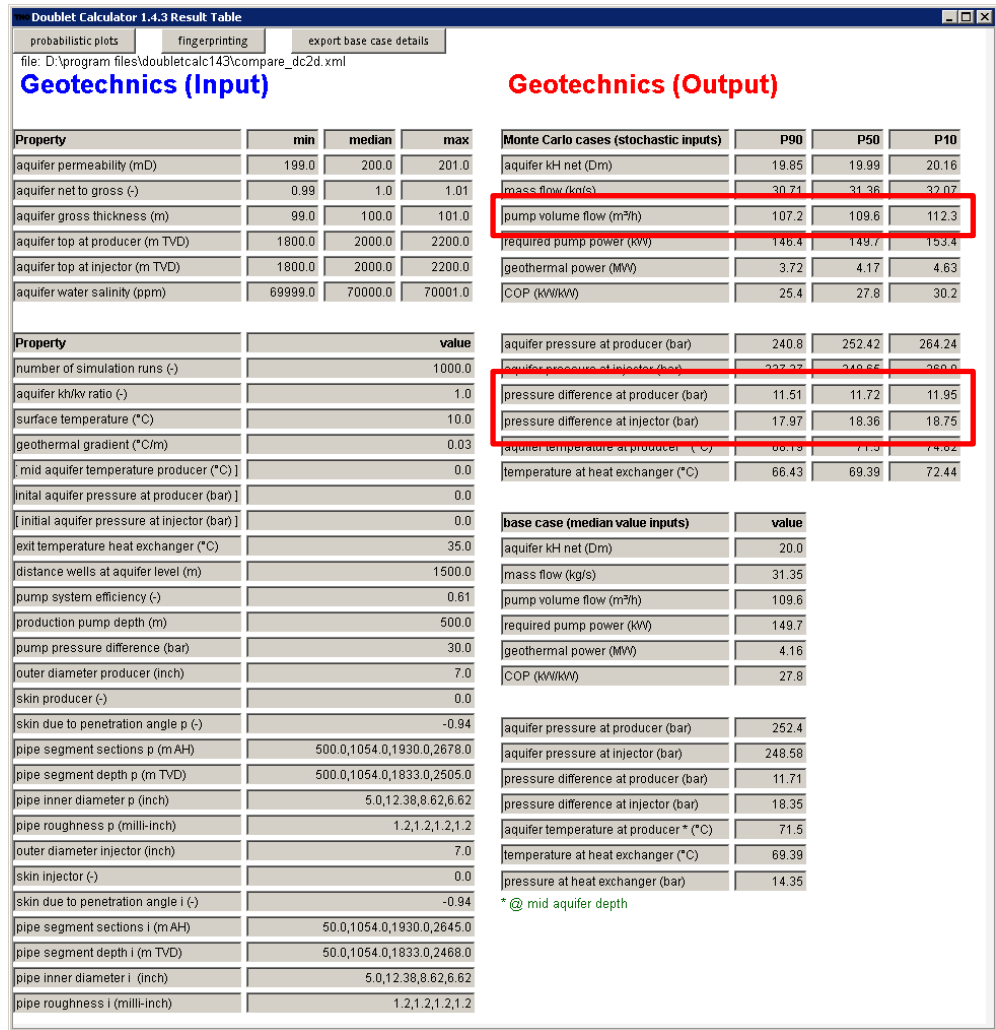 Doublet Calculator 1.4.3 Result Table
probabilistic plots fingerprinting export base case details
file: D:\program files\doubletcalc143\compare_dc2d.xml
Geotechnics (Input)
Property min median max
aquifer permeability (mD) 199.0 200.0 201.0
aquifer net to gross (-) 0.99 1.0 1.01
aquifer gross thickness (m) 99.0 100.0 101.0
aquifer top at producer (m TVD) 1800.0 2000.0 2200.0
aquifer top at injector (m TVD) 1800.0 2000.0 2200.0
aquifer water salinity (ppm) 69999.0 70000.0 70001.0
Property value
number of simulation runs (-) 1000.0
aquifer kh/kv ratio (-) 1.0
surface temperature (°C) 10.0
geothermal gradient (°C/m) 0.03
[ mid aquifer temperature producer (°C) ] 0.0
inital aquifer pressure at producer (bar) ] 0.0
[ initial aquifer pressure at injector (bar) ] 0.0
exit temperature heat exchanger (°C) 35.0
distance wells at aquifer level (m) 1500.0
pump system efficiency (-) 0.61
production pump depth (m) 500.0
pump pressure difference (bar) 30.0
outer diameter producer (inch) 7.0
skin producer (-) 0.0
skin due to penetration angle p (-) -0.94
pipe segment sections p (m AH) 500.0,1054.0,1930.0,2678.0
pipe segment depth p (m TVD) 500.0,1054.0,1833.0,2505.0
pipe inner diameter p (inch) 5.0,12.38,8.62,6.62
pipe roughness p (milli-inch) 1.2,1.2,1.2,1.2
outer diameter injector (inch) 7.0
skin injector (-) 0.0
skin due to penetration angle i (-) -0.94
pipe segment sections i (m AH) 50.0,1054.0,1930.0,2645.0
pipe segment depth i (m TVD) 50.0,1054.0,1833.0,2468.0
pipe inner diameter i (inch) 5.0,12.38,8.62,6.62
pipe roughness i (milli-inch) 1.2,1.2,1.2,1.2
Geotechnics (Output)
Monte Carlo cases (stochastic inputs) P90 P50 P10
aquifer kH net (Dm) 19.85 19.99 20.16
mass flow (kg/s) 30.71 31.36 32.07
pump volume flow (m³/h) 107.2 109.6 112.3
required pump power (kW) 146.4 149.7 153.4
geothermal power (MW) 3.72 4.17 4.63
COP (kW/kW) 25.4 27.8 30.2
aquifer pressure at producer (bar) 240.8 252.42 264.24
aquifer pressure at injector (bar) 237.27 248.65
pressure difference at producer (bar) 11.51 11.72 11.95
pressure difference at injector (bar) 17.97 18.36 18.75
aquifer temperature at producer * (°C) 68.19 71.5 74.82
temperature at heat exchanger (°C) 66.43 69.39 72.44
base case (median value inputs) value
aquifer kH net (Dm) 20.0
mass flow (kg/s) 31.35
pump volume flow (m³/h) 109.6
required pump power (kW) 149.7
geothermal power (MW) 4.16
COP (kW/kW) 27.8
aquifer pressure at producer (bar) 252.4
aquifer pressure at injector (bar) 248.58
pressure difference at producer (bar) 11.71
pressure difference at injector (bar) 18.35
aquifer temperature at producer * (°C) 71.5
temperature at heat exchanger (°C) 69.39
pressure at heat exchanger (bar) 14.35
* @ mid aquifer depth